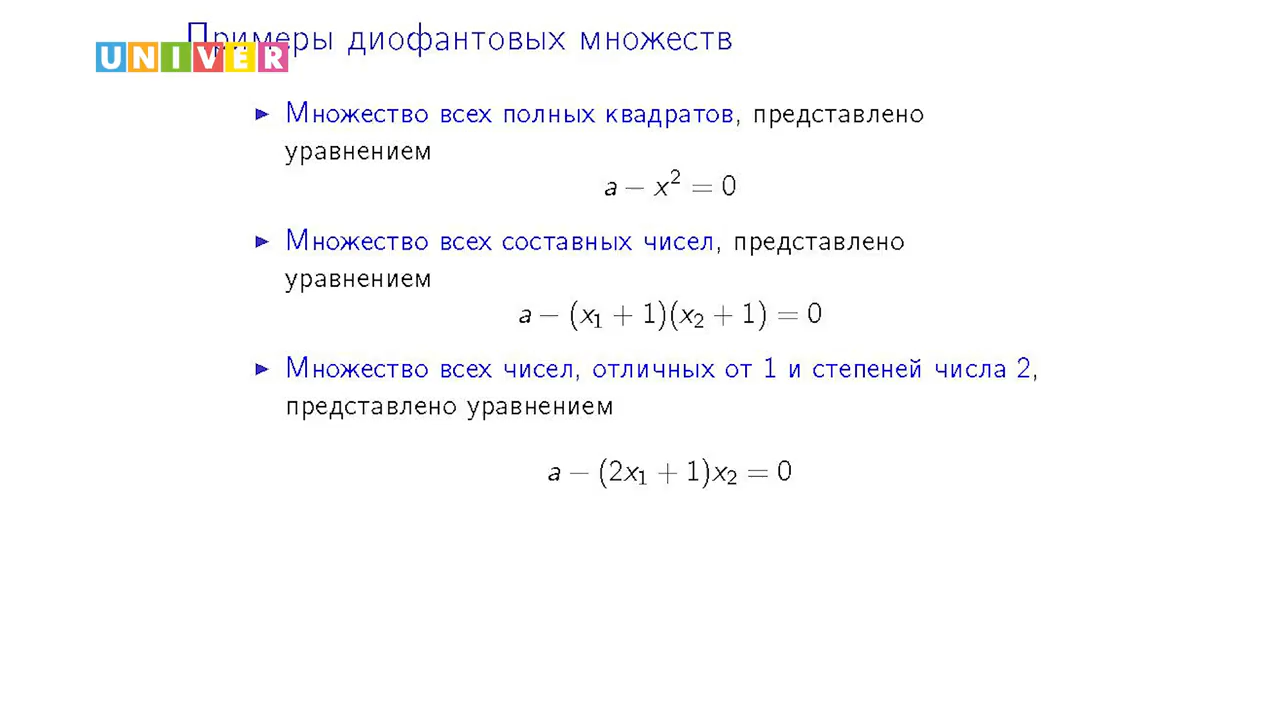 Примеры диофантовых множеств
UNIVER
▶ Множество всех полных квадратов, представлено
уравнением
a − x² = 0
▶ Множество всех составных чисел, представлено
уравнением
a − (x₁ + 1)(x₂ + 1) = 0
▶ Множество всех чисел, отличных от 1 и степеней числа 2,
представлено уравнением
a − (2x₁ + 1)x₂ = 0